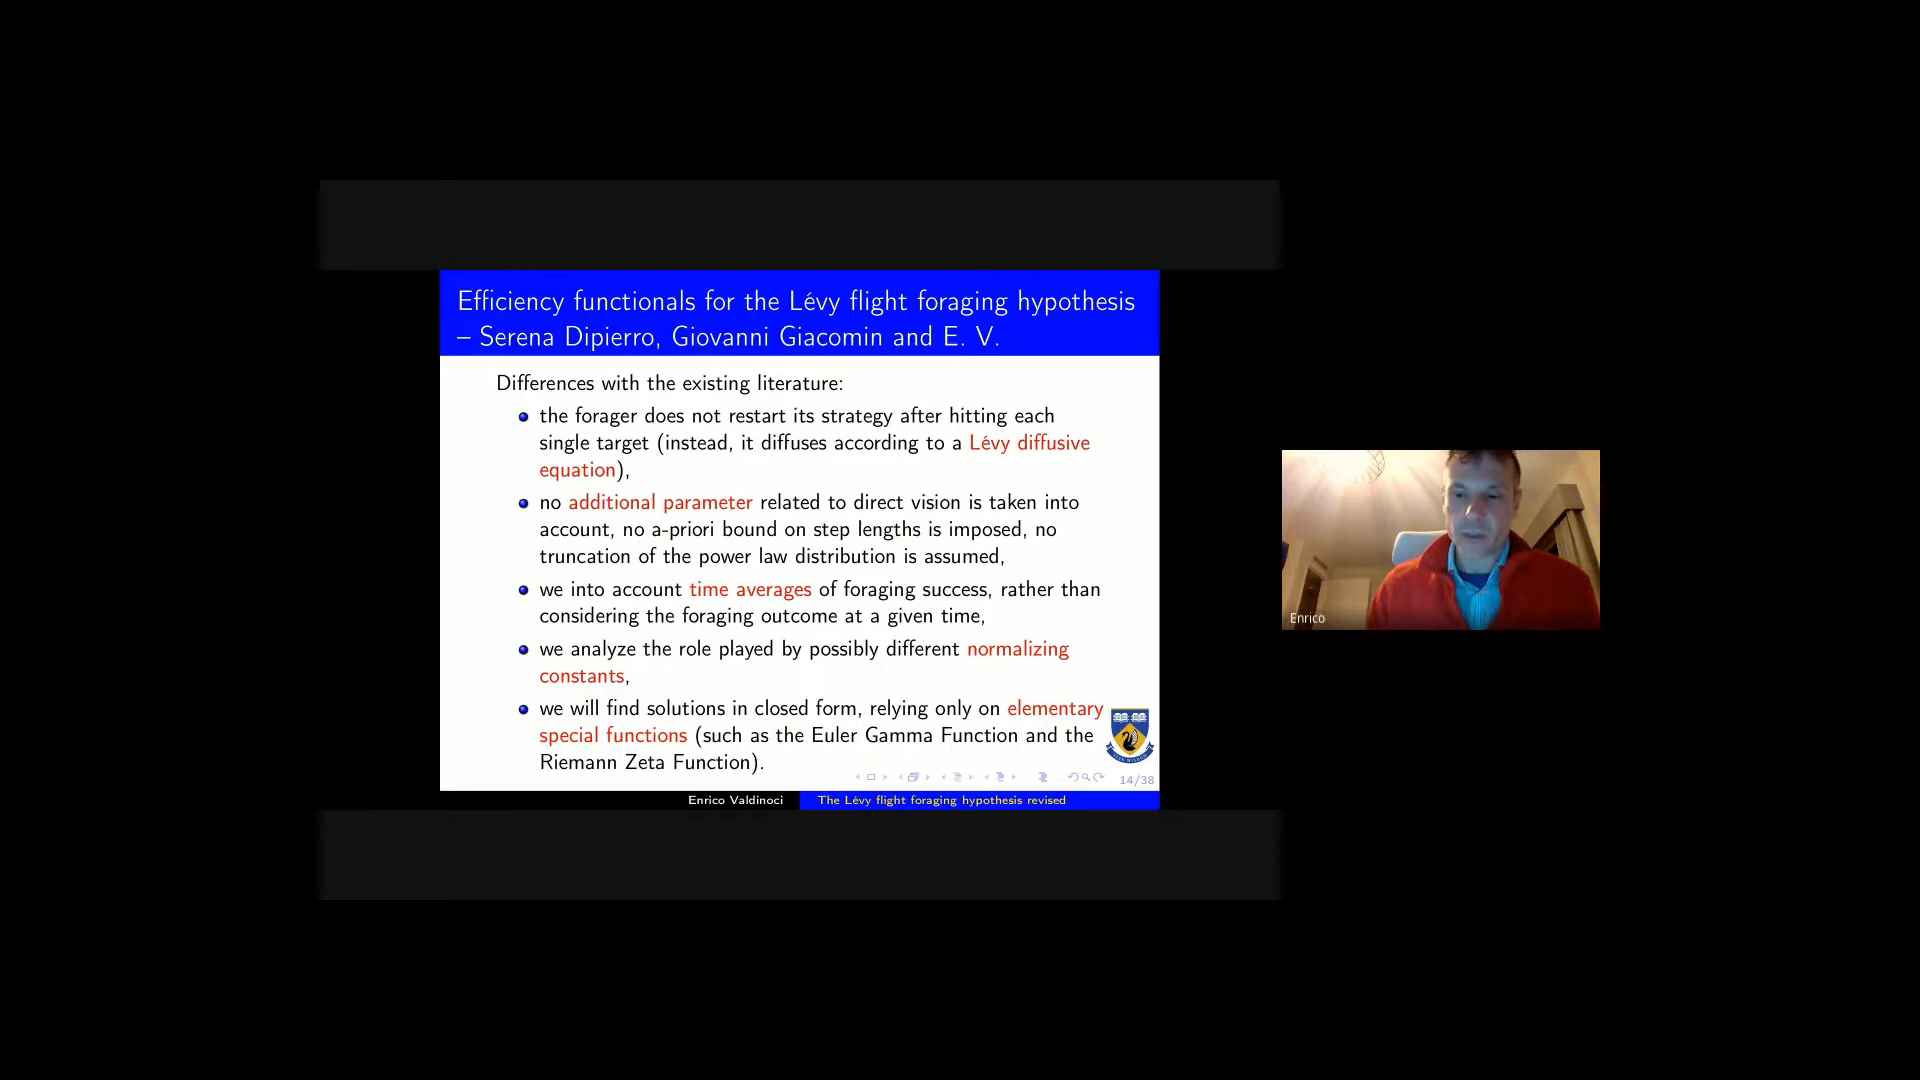 Efficiency functionals for the Lévy flight foraging hypothesis
– Serena Dipierro, Giovanni Giacomin and E. V.
Differences with the existing literature:
the forager does not restart its strategy after hitting each
single target (instead, it diffuses according to a Lévy diffusive
equation),
no additional parameter related to direct vision is taken into
account, no a-priori bound on step lengths is imposed, no
truncation of the power law distribution is assumed,
we into account time averages of foraging success, rather than
considering the foraging outcome at a given time,
we analyze the role played by possibly different normalizing
constants,
we will find solutions in closed form, relying only on elementary
special functions (such as the Euler Gamma Function and the
Riemann Zeta Function).
14/38
Enrico Valdinoci
The Lévy flight foraging hypothesis revised
Enrico